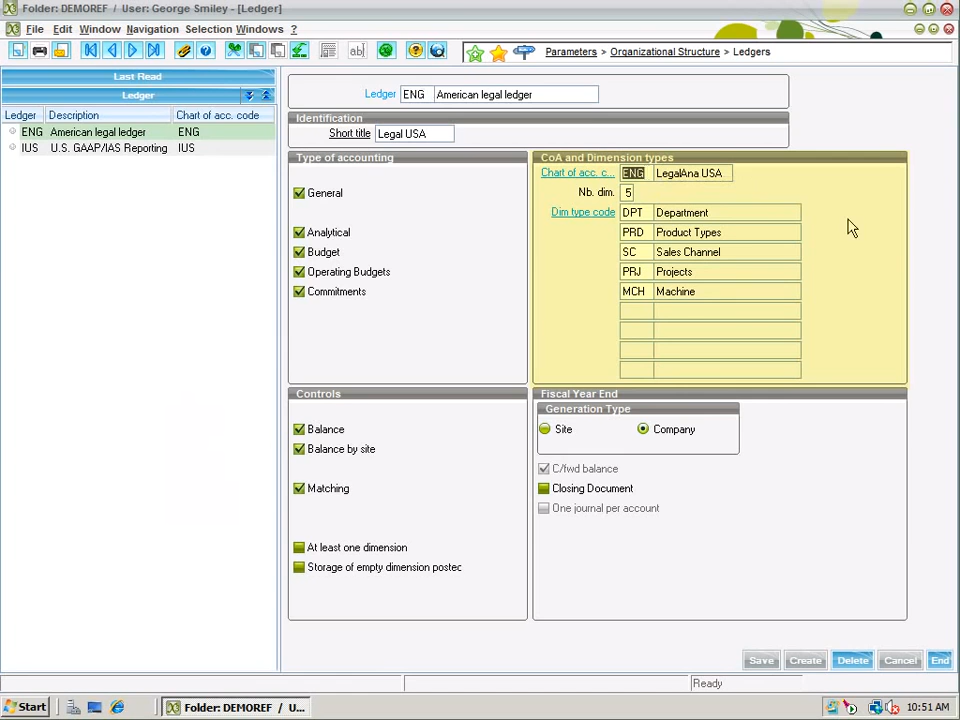 Folder: DEMOREF / User: George Smiley - [Ledger]
File Edit Window Navigation Selection Windows ?
Parameters > Organizational Structure > Ledgers
Last Read
Ledger
Ledger Description Chart of acc. code
ENG American legal ledger ENG
IUS U.S. GAAP/IAS Reporting IUS
Ledger ENG American legal ledger
Identification
Short title Legal USA
Type of accounting
General
Analytical
Budget
Operating Budgets
Commitments
CoA and Dimension types
Chart of acc. c... ENG LegalAna USA
Nb. dim. 5
Dim type code DPT Department
PRD Product Types
SC Sales Channel
PRJ Projects
MCH Machine
Controls
Balance
Balance by site
Matching
At least one dimension
Storage of empty dimension postec
Fiscal Year End
Generation Type
Site Company
C/fwd balance
Closing Document
One journal per account
Save Create Delete Cancel End
Ready
Start Folder: DEMOREF / U... 10:51 AM